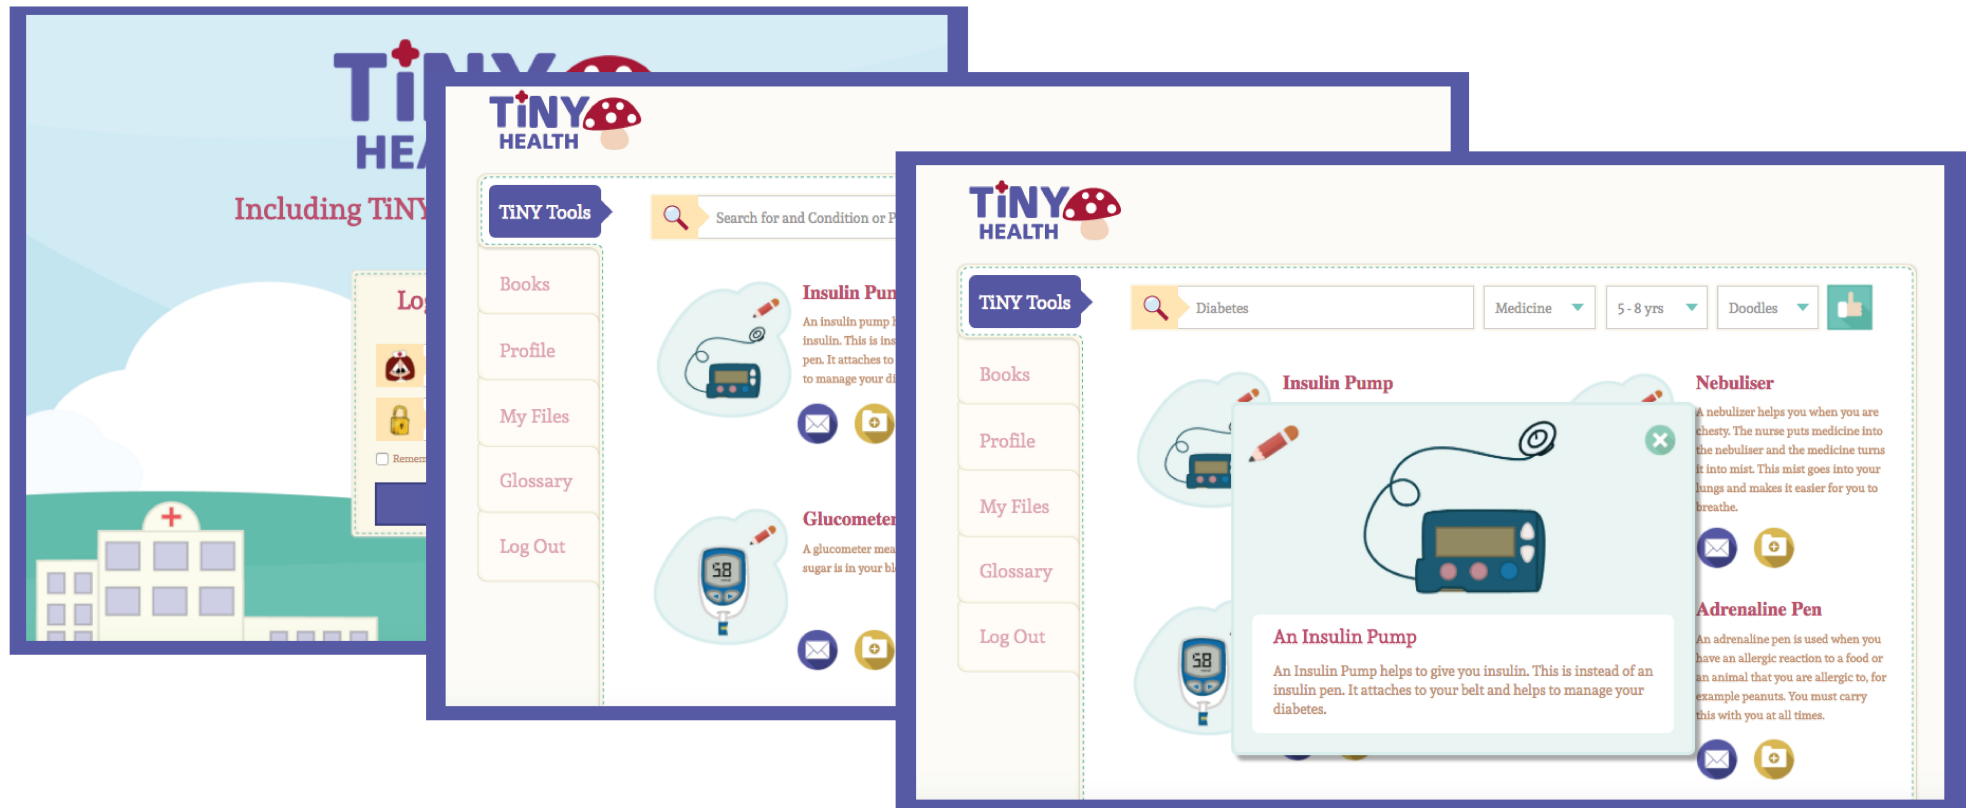 TiNY
HEALTH
Including TiNY
TiNY
HEALTH
TiNY Tools
Books
Profile
My Files
Glossary
Log Out
Search for and Condition or
Insulin
An insulin pump
insulin. This is
pen. It attaches to
to manage your
Glucometer
A glucometer
sugar is in your
TiNY
HEALTH
TiNY Tools
Books
Profile
My Files
Glossary
Log Out
Diabetes
Medicine
5 - 8 yrs
Doodles
Insulin Pump
Nebuliser
A nebulizer helps you when you are
chesty. The nurse puts medicine into
the nebuliser and the medicine turns
it into mist. This mist goes into your
lungs and makes it easier for you to
breathe.
An Insulin Pump
An Insulin Pump helps to give you insulin. This is instead of an
insulin pen. It attaches to your belt and helps to manage your
diabetes.
Adrenaline Pen
An adrenaline pen is used when you
have an allergic reaction to a food or
an animal that you are allergic to, for
example peanuts. You must carry
this with you at all times.
58
58